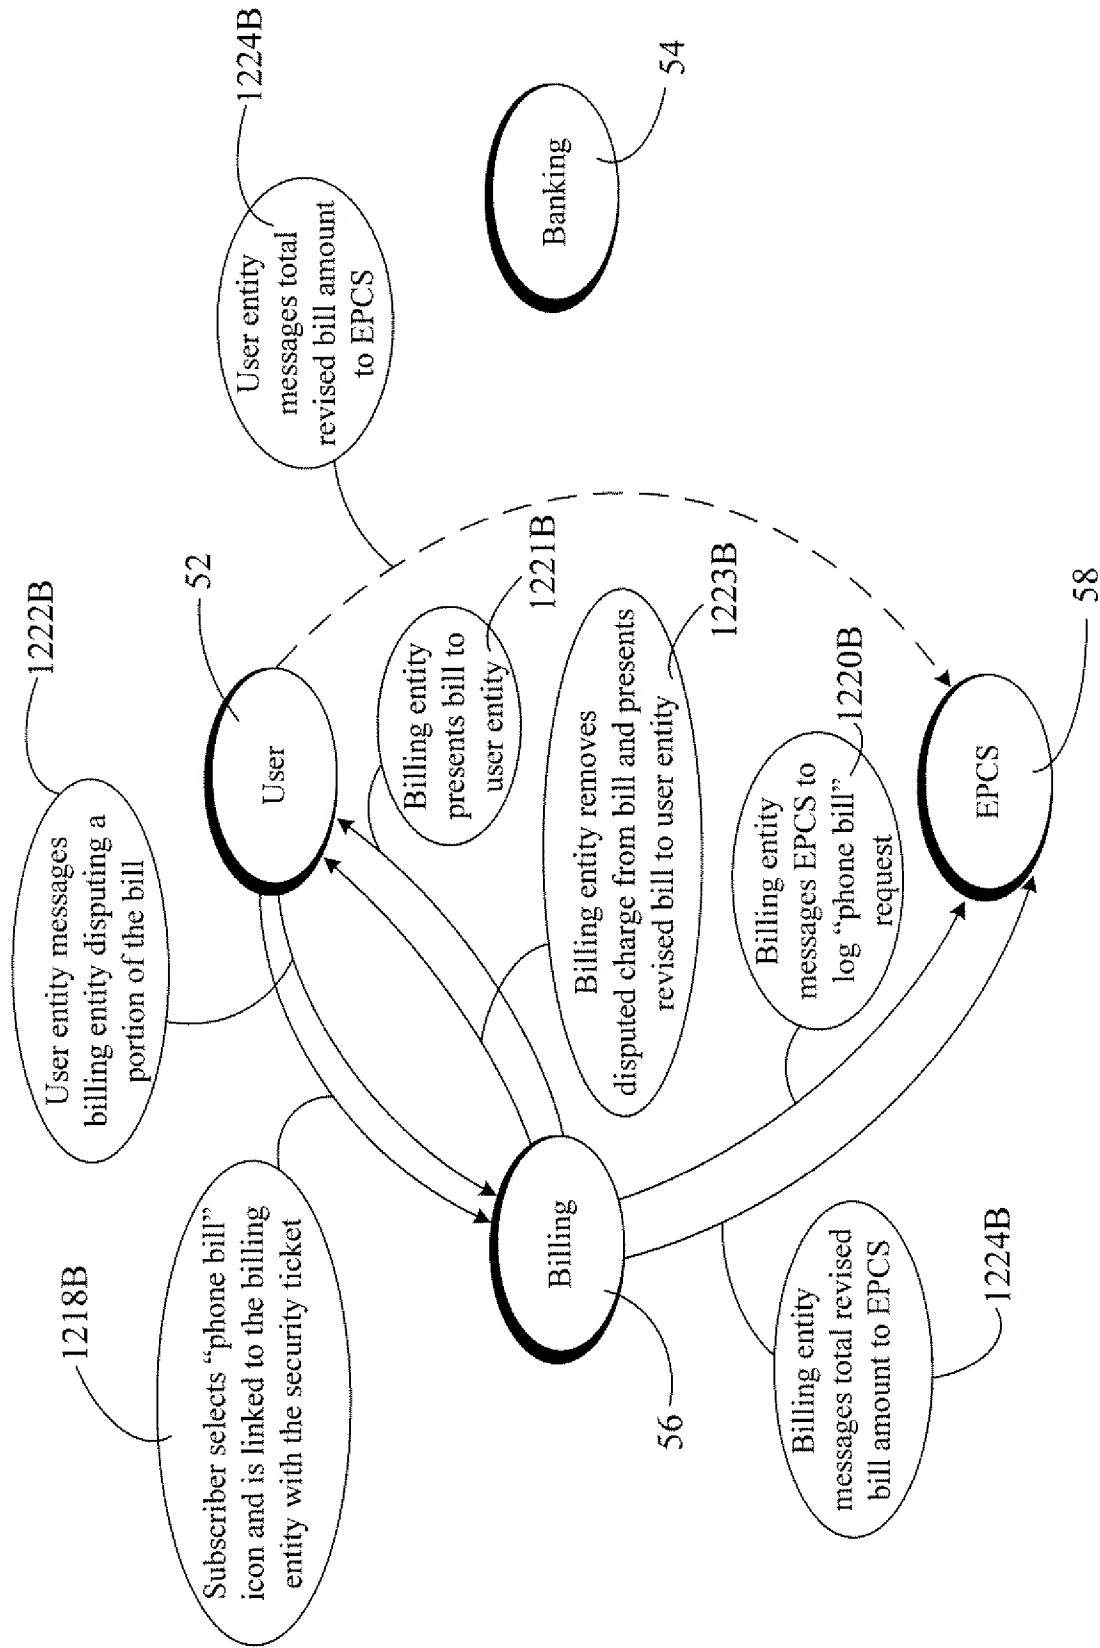 1218B
Subscriber selects “phone bill”
icon and is linked to the billing
entity with the security ticket
1222B
User entity messages
billing entity disputing a
portion of the bill
52
User
1224B
User entity
messages total
revised bill amount
to EPCS
Billing entity
presents bill to
user entity
1221B
Banking
54
Billing
56
Billing entity removes
disputed charge from bill and presents
revised bill to user entity
1223B
Billing entity
messages EPCS to
log “phone bill”
request
1220B
Billing entity
messages total revised
bill amount to EPCS
1224B
EPCS
58